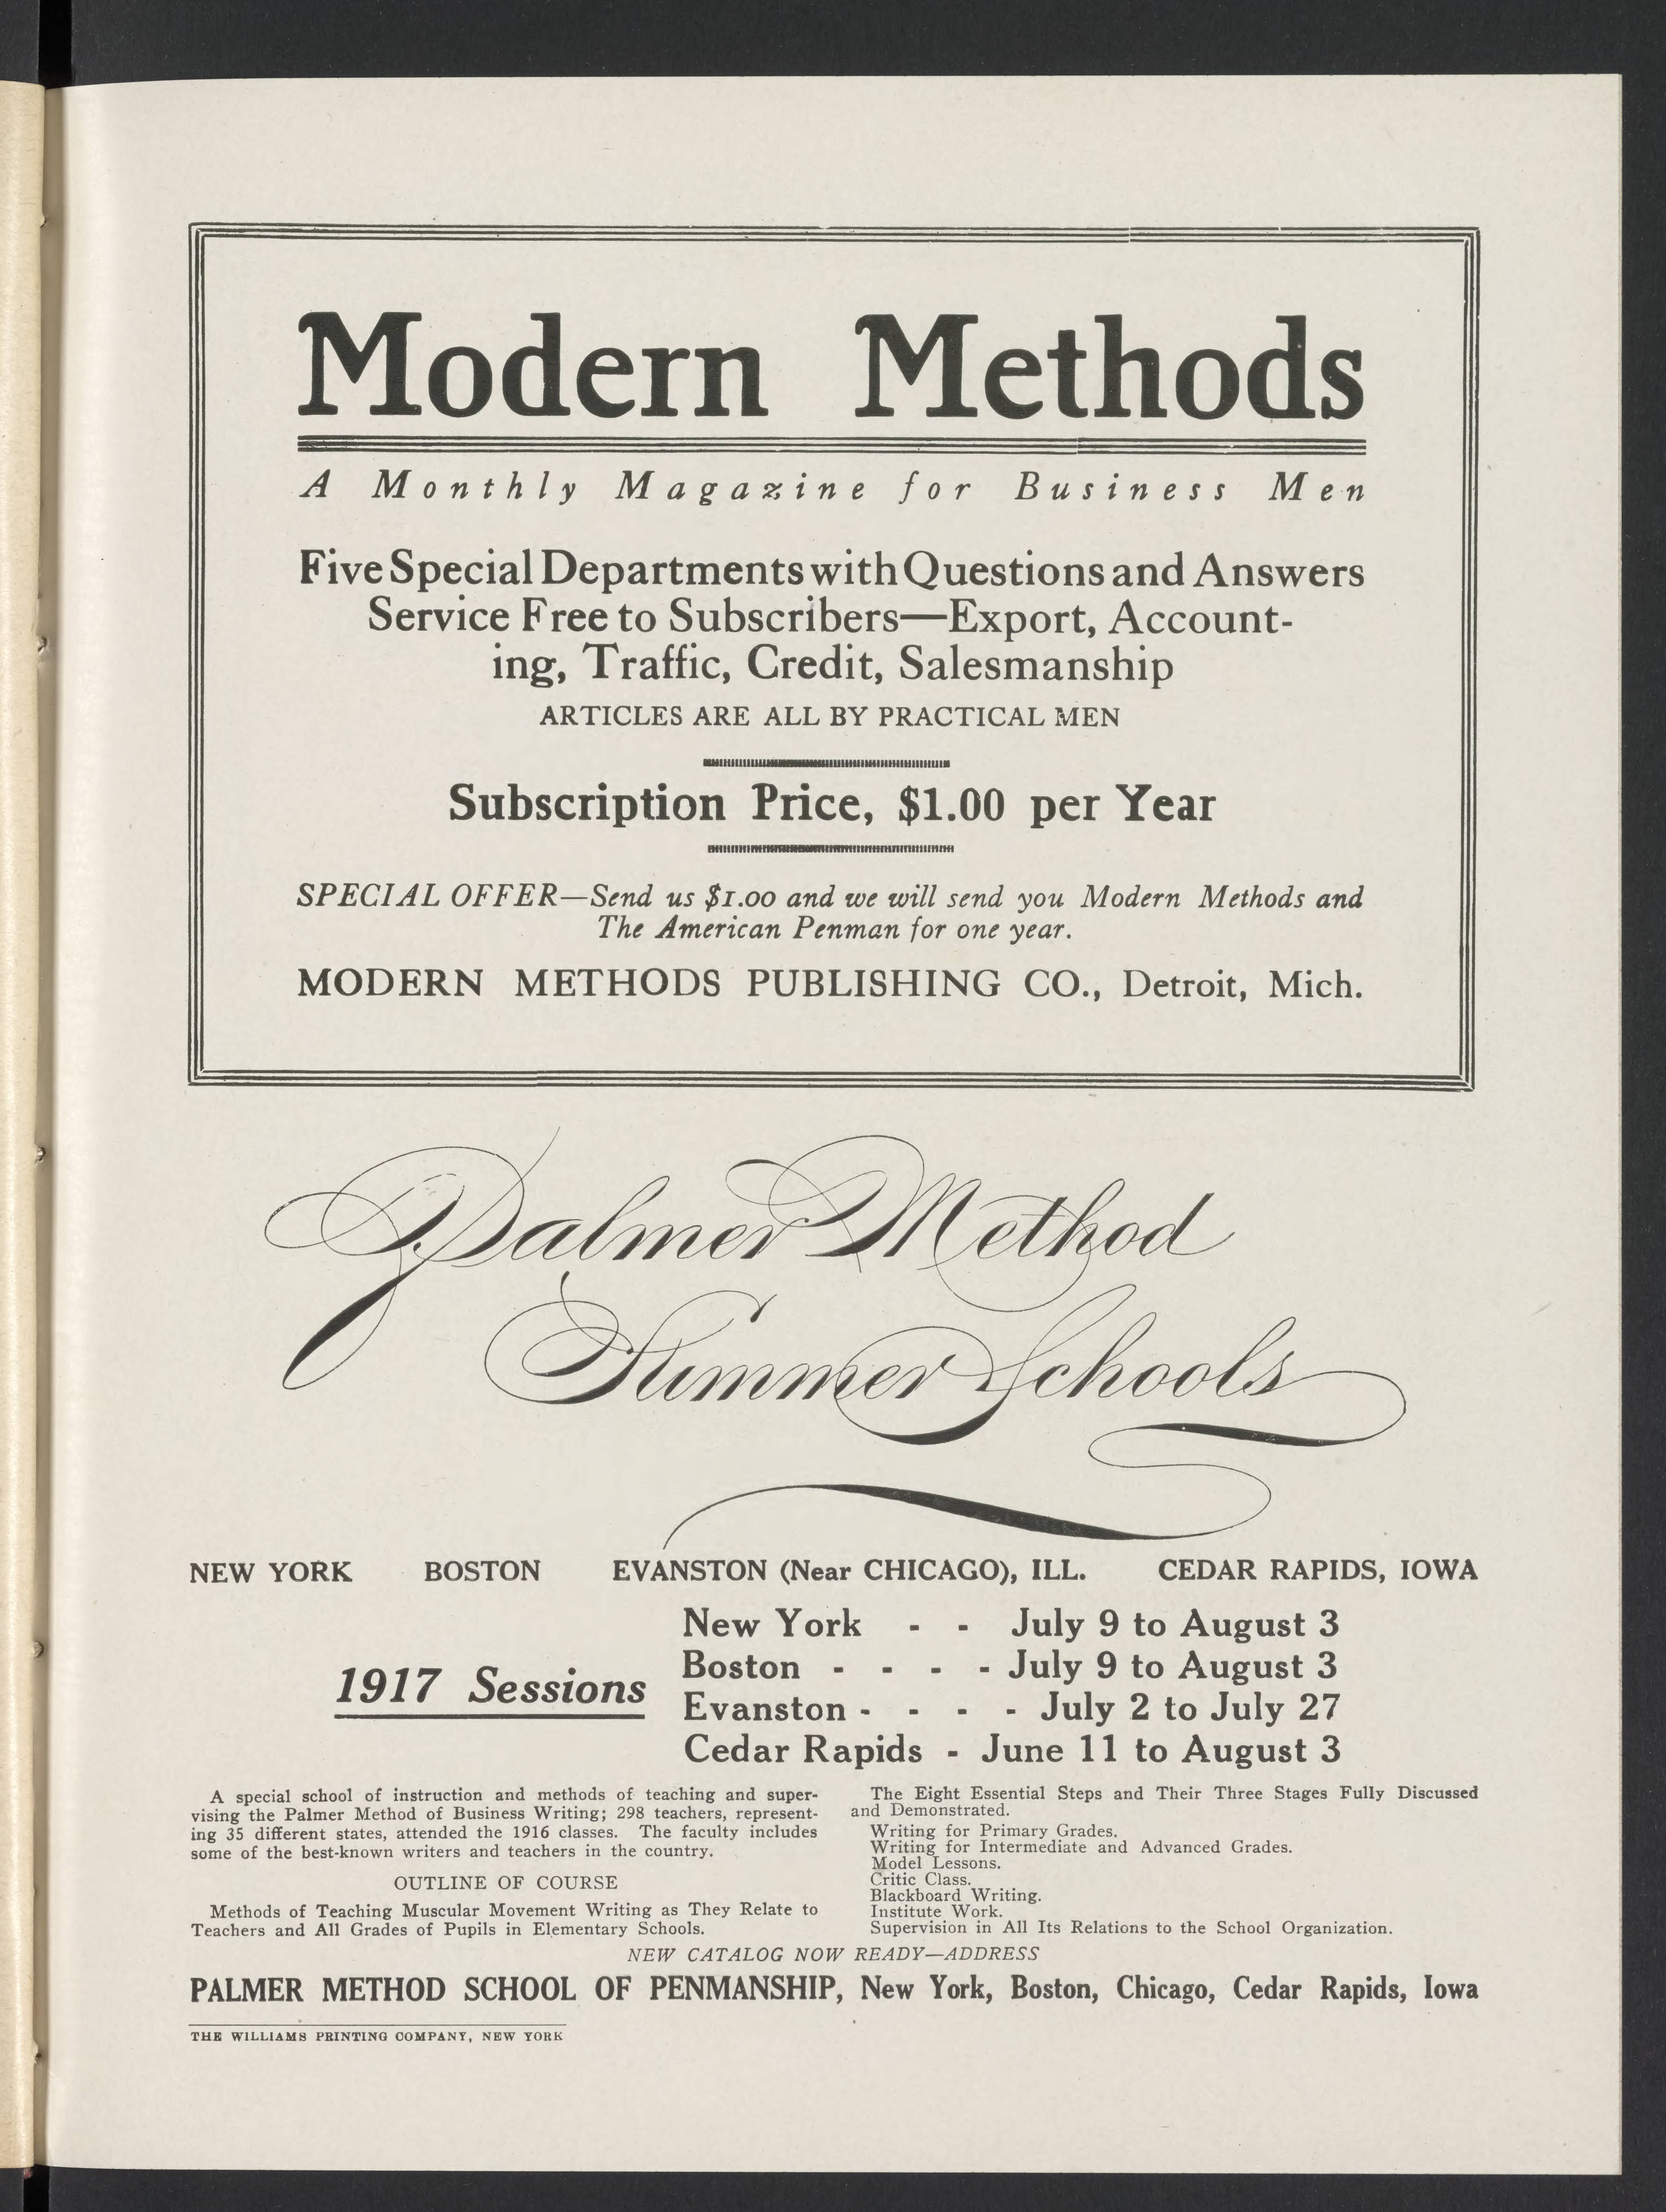 Modern Methods
A Monthly Magazine for Business Men
Five Special Departments with Questions and Answers
Service Free to Subscribers—Export, Account-
ing, Traffic, Credit, Salesmanship
ARTICLES ARE ALL BY PRACTICAL MEN
Subscription Price, $1.00 per Year
SPECIAL OFFER—Send us $1.00 and we will send you Modern Methods and
The American Penman for one year.
MODERN METHODS PUBLISHING CO., Detroit, Mich.
Palmer Method
Summer Schools
NEW YORK BOSTON EVANSTON (Near CHICAGO), ILL. CEDAR RAPIDS, IOWA
1917 Sessions
New York - - July 9 to August 3
Boston - - - - July 9 to August 3
Evanston - - - - July 2 to July 27
Cedar Rapids - June 11 to August 3
A special school of instruction and methods of teaching and super-
vising the Palmer Method of Business Writing; 298 teachers, represent-
ing 35 different states, attended the 1916 classes. The faculty includes
some of the best-known writers and teachers in the country.
OUTLINE OF COURSE
Methods of Teaching Muscular Movement Writing as They Relate to
Teachers and All Grades of Pupils in Elementary Schools.
The Eight Essential Steps and Their Three Stages Fully Discussed
and Demonstrated.
Writing for Primary Grades.
Writing for Intermediate and Advanced Grades.
Model Lessons.
Critic Class.
Blackboard Writing.
Institute Work.
Supervision in All Its Relations to the School Organization.
NEW CATALOG NOW READY—ADDRESS
PALMER METHOD SCHOOL OF PENMANSHIP, New York, Boston, Chicago, Cedar Rapids, Iowa
THE WILLIAMS PRINTING COMPANY, NEW YORK